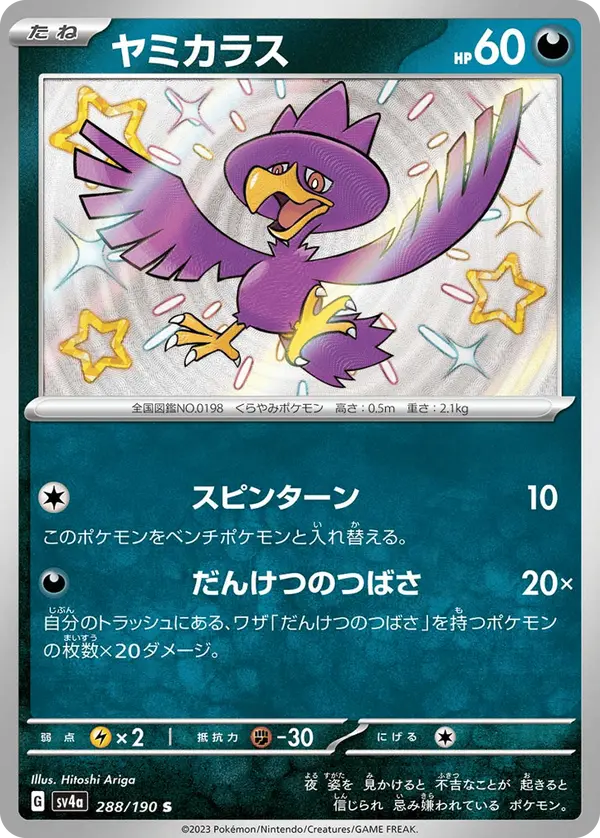 たね ヤミカラス HP60
全国図鑑NO.0198 くらやみポケモン 高さ：0.5m 重さ：2.1kg
スピンターン 10
このポケモンをベンチポケモンと入れ替える。
だんけつのつばさ 20×
自分のトラッシュにある、ワザ「だんけつのつばさ」を持つポケモン
の枚数×20ダメージ。
弱点 ×2 抵抗力 -30 にげる
Illus. Hitoshi Ariga
G sv4a 288/190 S
夜 姿を 見かけると 不吉なことが 起きると
信じられ 忌み嫌われている ポケモン。
©2023 Pokémon/Nintendo/Creatures/GAME FREAK.